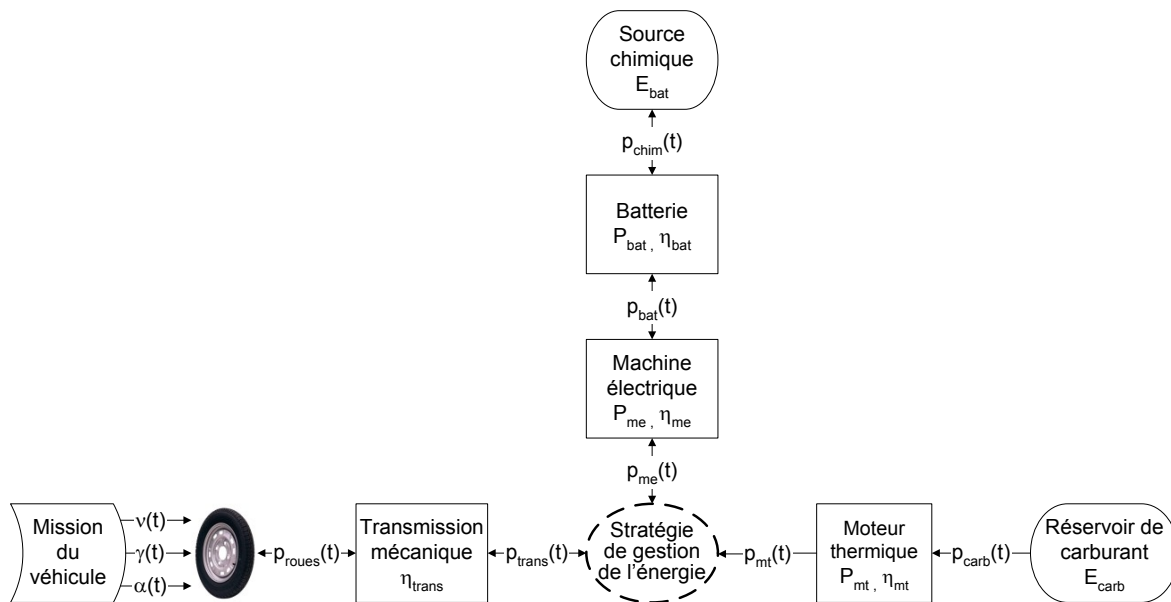 Source
chimique
E_bat
p_chim(t)
Batterie
P_bat , η_bat
p_bat(t)
Machine
électrique
P_me , η_me
p_me(t)
Mission
du
véhicule
ν(t)
γ(t)
α(t)
p_roues(t)
Transmission
mécanique
η_trans
p_trans(t)
Stratégie
de gestion
de l'énergie
p_mt(t)
Moteur
thermique
P_mt , η_mt
p_carb(t)
Réservoir de
carburant
E_carb